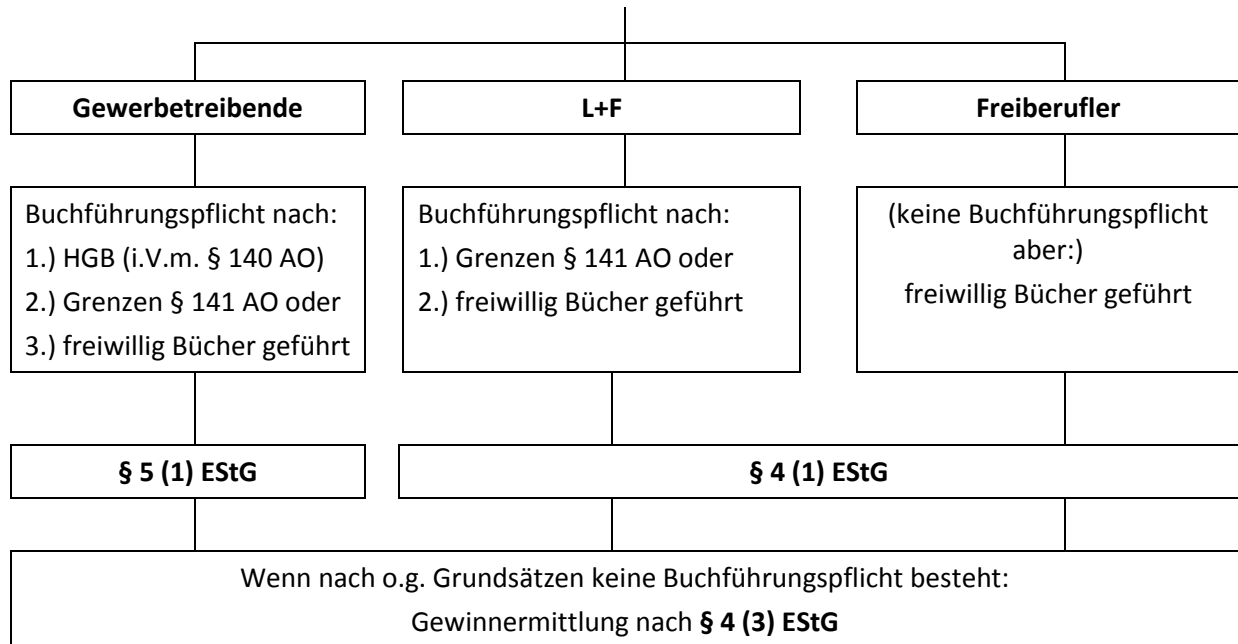 Gewerbetreibende
L+F
Freiberufler
Buchführungspflicht nach:
1.) HGB (i.V.m. § 140 AO)
2.) Grenzen § 141 AO oder
3.) freiwillig Bücher geführt
Buchführungspflicht nach:
1.) Grenzen § 141 AO oder
2.) freiwillig Bücher geführt
(keine Buchführungspflicht
aber:)
freiwillig Bücher geführt
§ 5 (1) EStG
§ 4 (1) EStG
Wenn nach o.g. Grundsätzen keine Buchführungspflicht besteht:
Gewinnermittlung nach § 4 (3) EStG